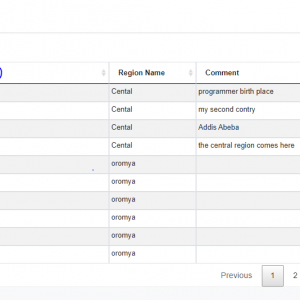 )
Region Name
Comment
Cental
programmer birth place
Cental
my second contry
Cental
Addis Abeba
Cental
the central region comes here
oromya
oromya
oromya
oromya
oromya
oromya
Previous
1
2